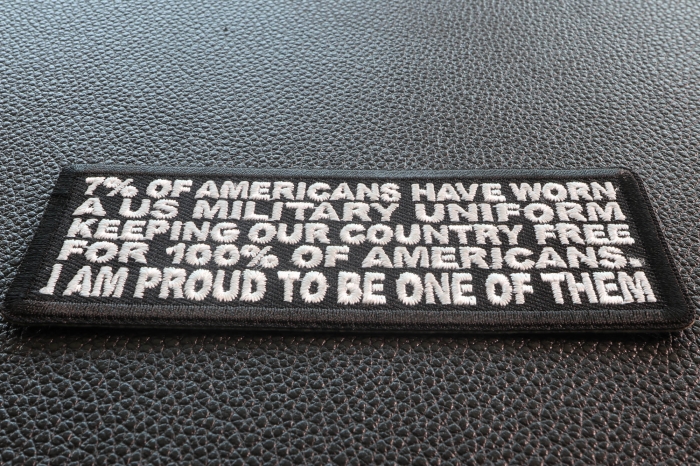 7% OF AMERICANS HAVE WORN
A US MILITARY UNIFORM
KEEPING OUR COUNTRY FREE
FOR 100% OF AMERICANS.
I AM PROUD TO BE ONE OF THEM